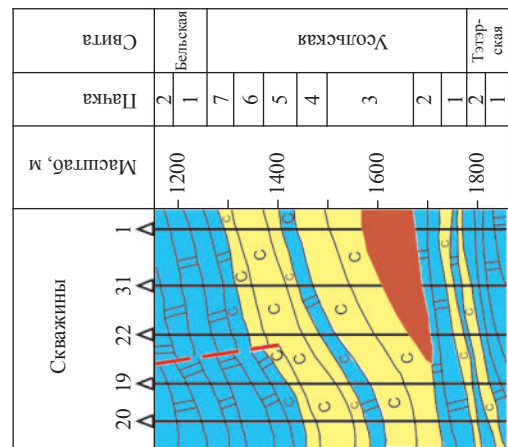 Свита
Бельская
Усольская
Тэтэр-
ская
Пачка
2 1 7 6 5 4 3 2 1 2 1
Масштаб, м
1200 1400 1600 1800
Скважины
1
31
22
19
20